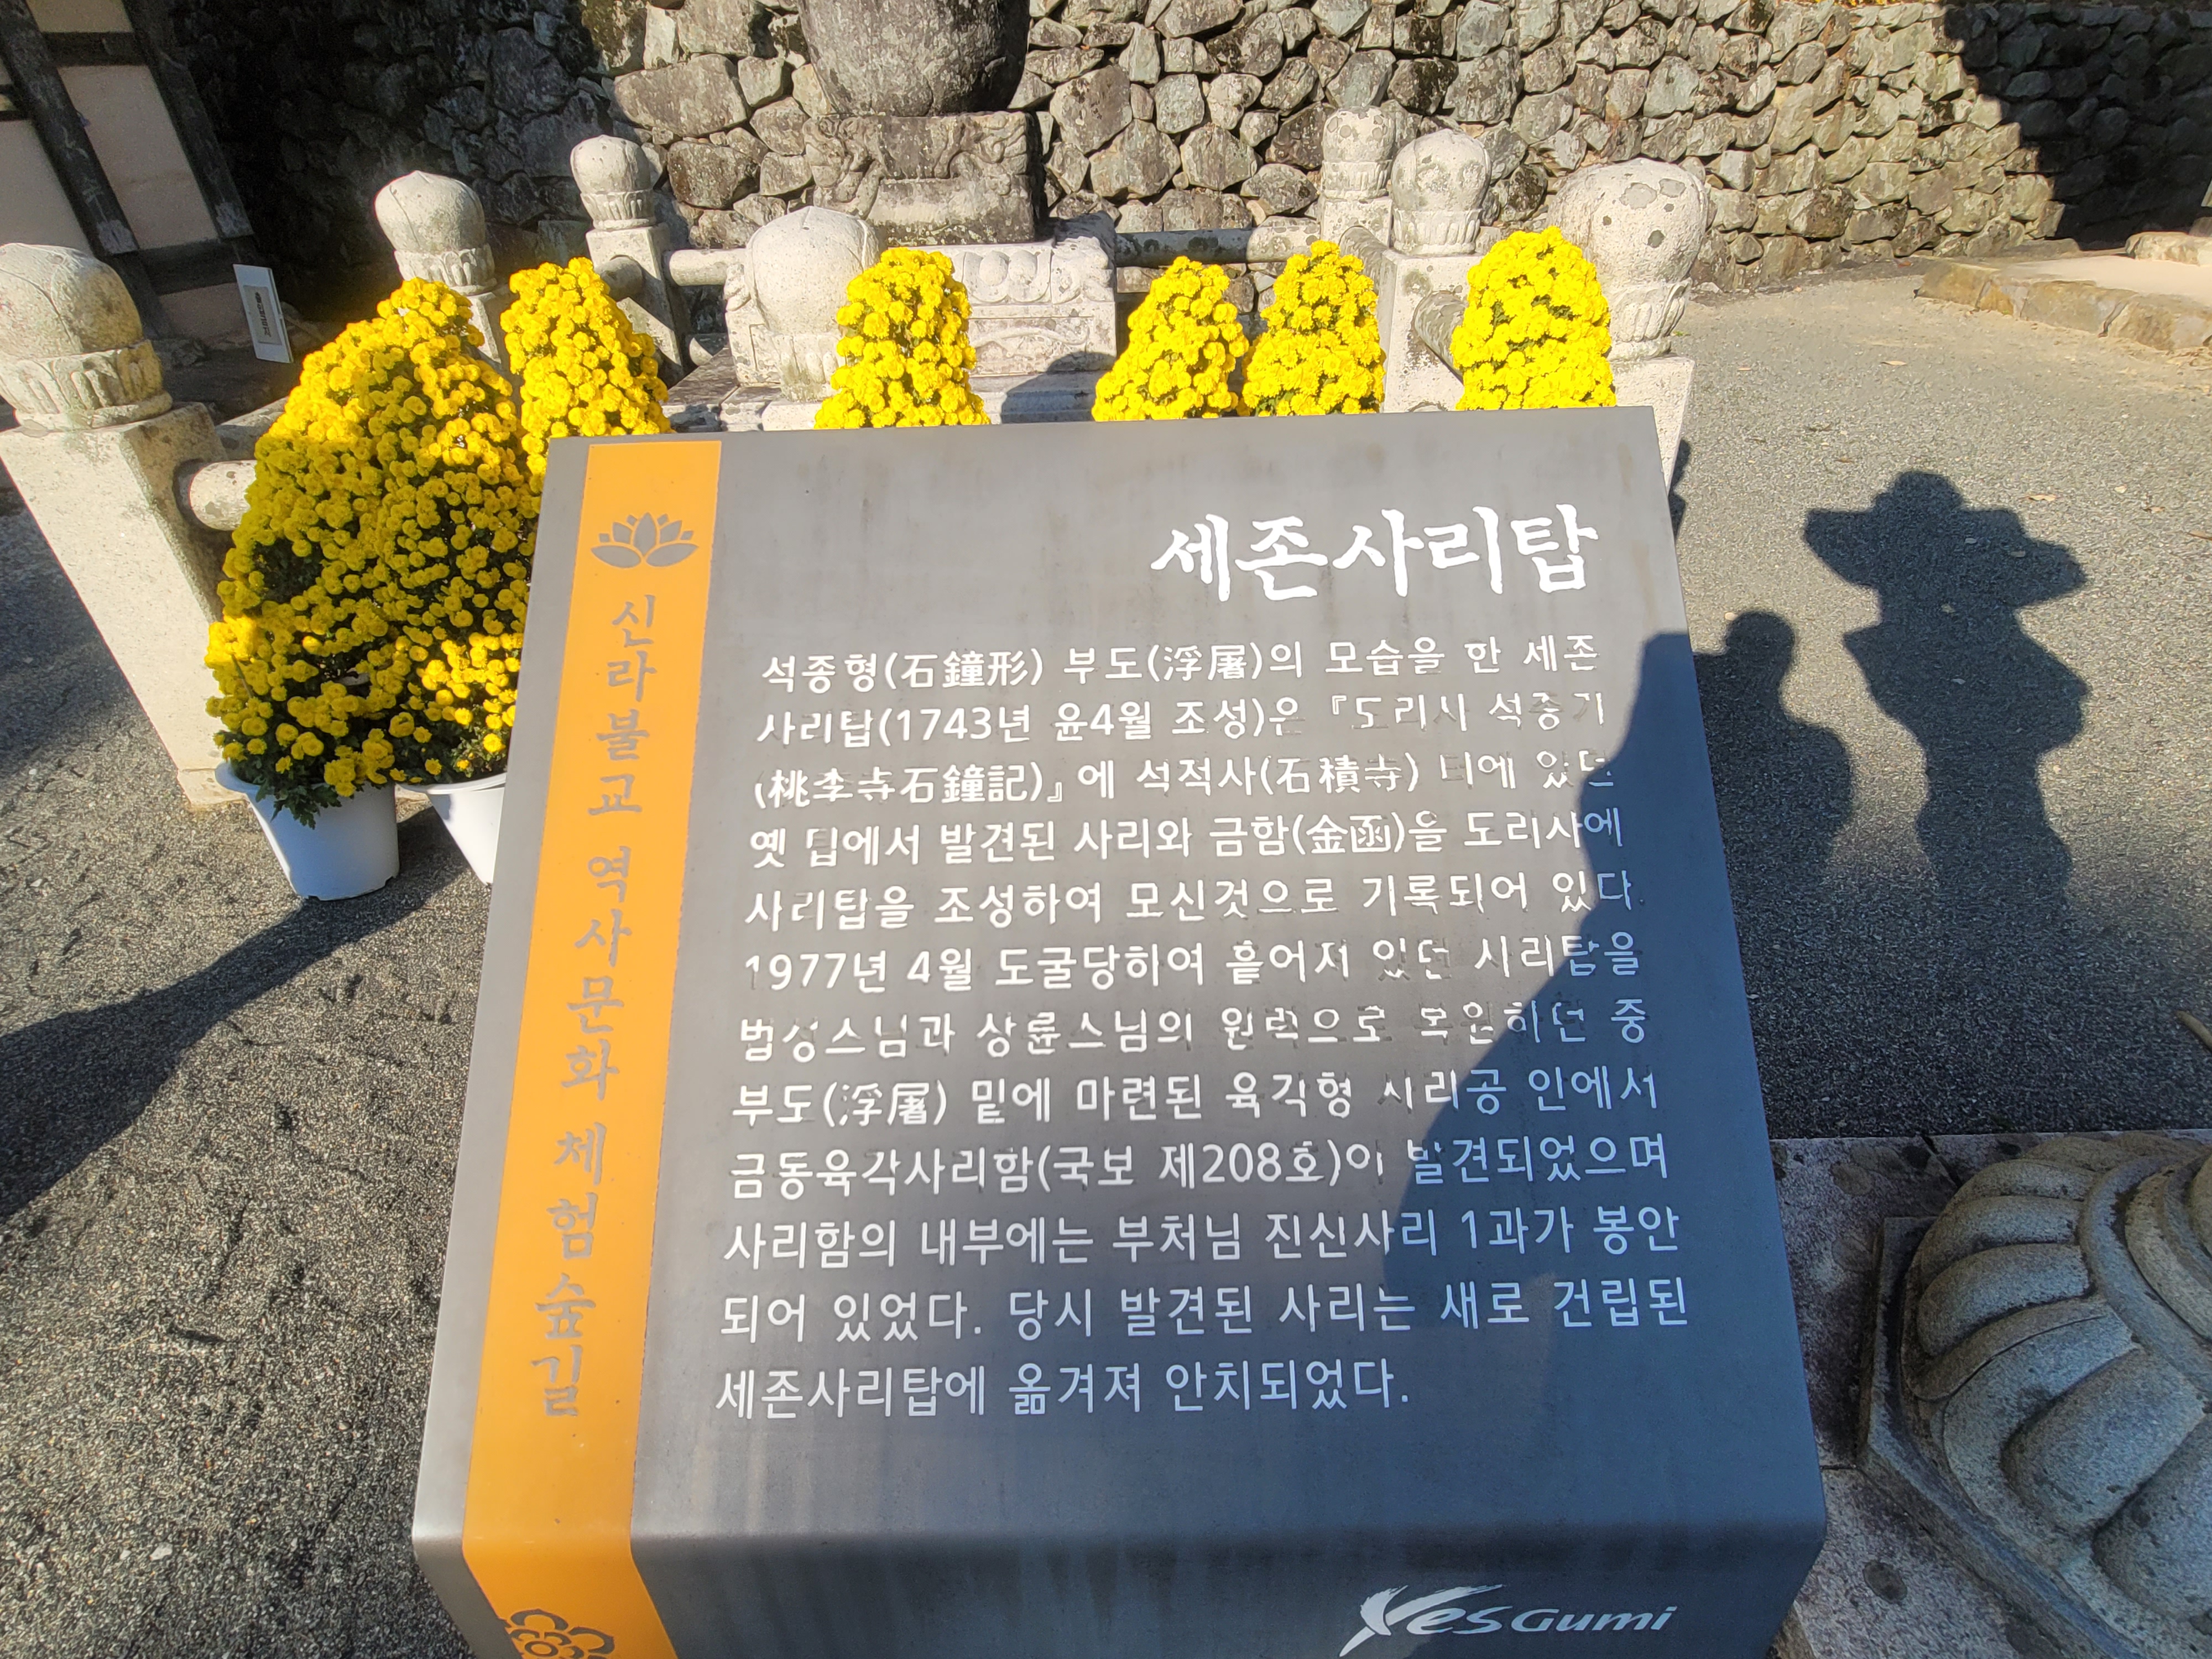 세존사리탑
석종형(石鐘形) 부도(浮屠)의 모습을 한 세존
사리탑(1743년 윤4월 조성)은 『도리사 석종기
(桃李寺石鐘記)』에 석적사(石積寺) 터에 있던
옛 탑에서 발견된 사리와 금함(金函)을 도리사에
사리탑을 조성하여 모신것으로 기록되어 있다.
1977년 4월 도굴당하여 흩어져 있던 사리탑을
법성스님과 상륜스님의 원력으로 복원하던 중
부도(浮屠) 밑에 마련된 육각형 사리공 안에서
금동육각사리함(국보 제208호)이 발견되었으며
사리함의 내부에는 부처님 진신사리 1과가 봉안
되어 있었다. 당시 발견된 사리는 새로 건립된
세존사리탑에 옮겨져 안치되었다.
신라불교 역사문화 체험숲길
Yes Gumi